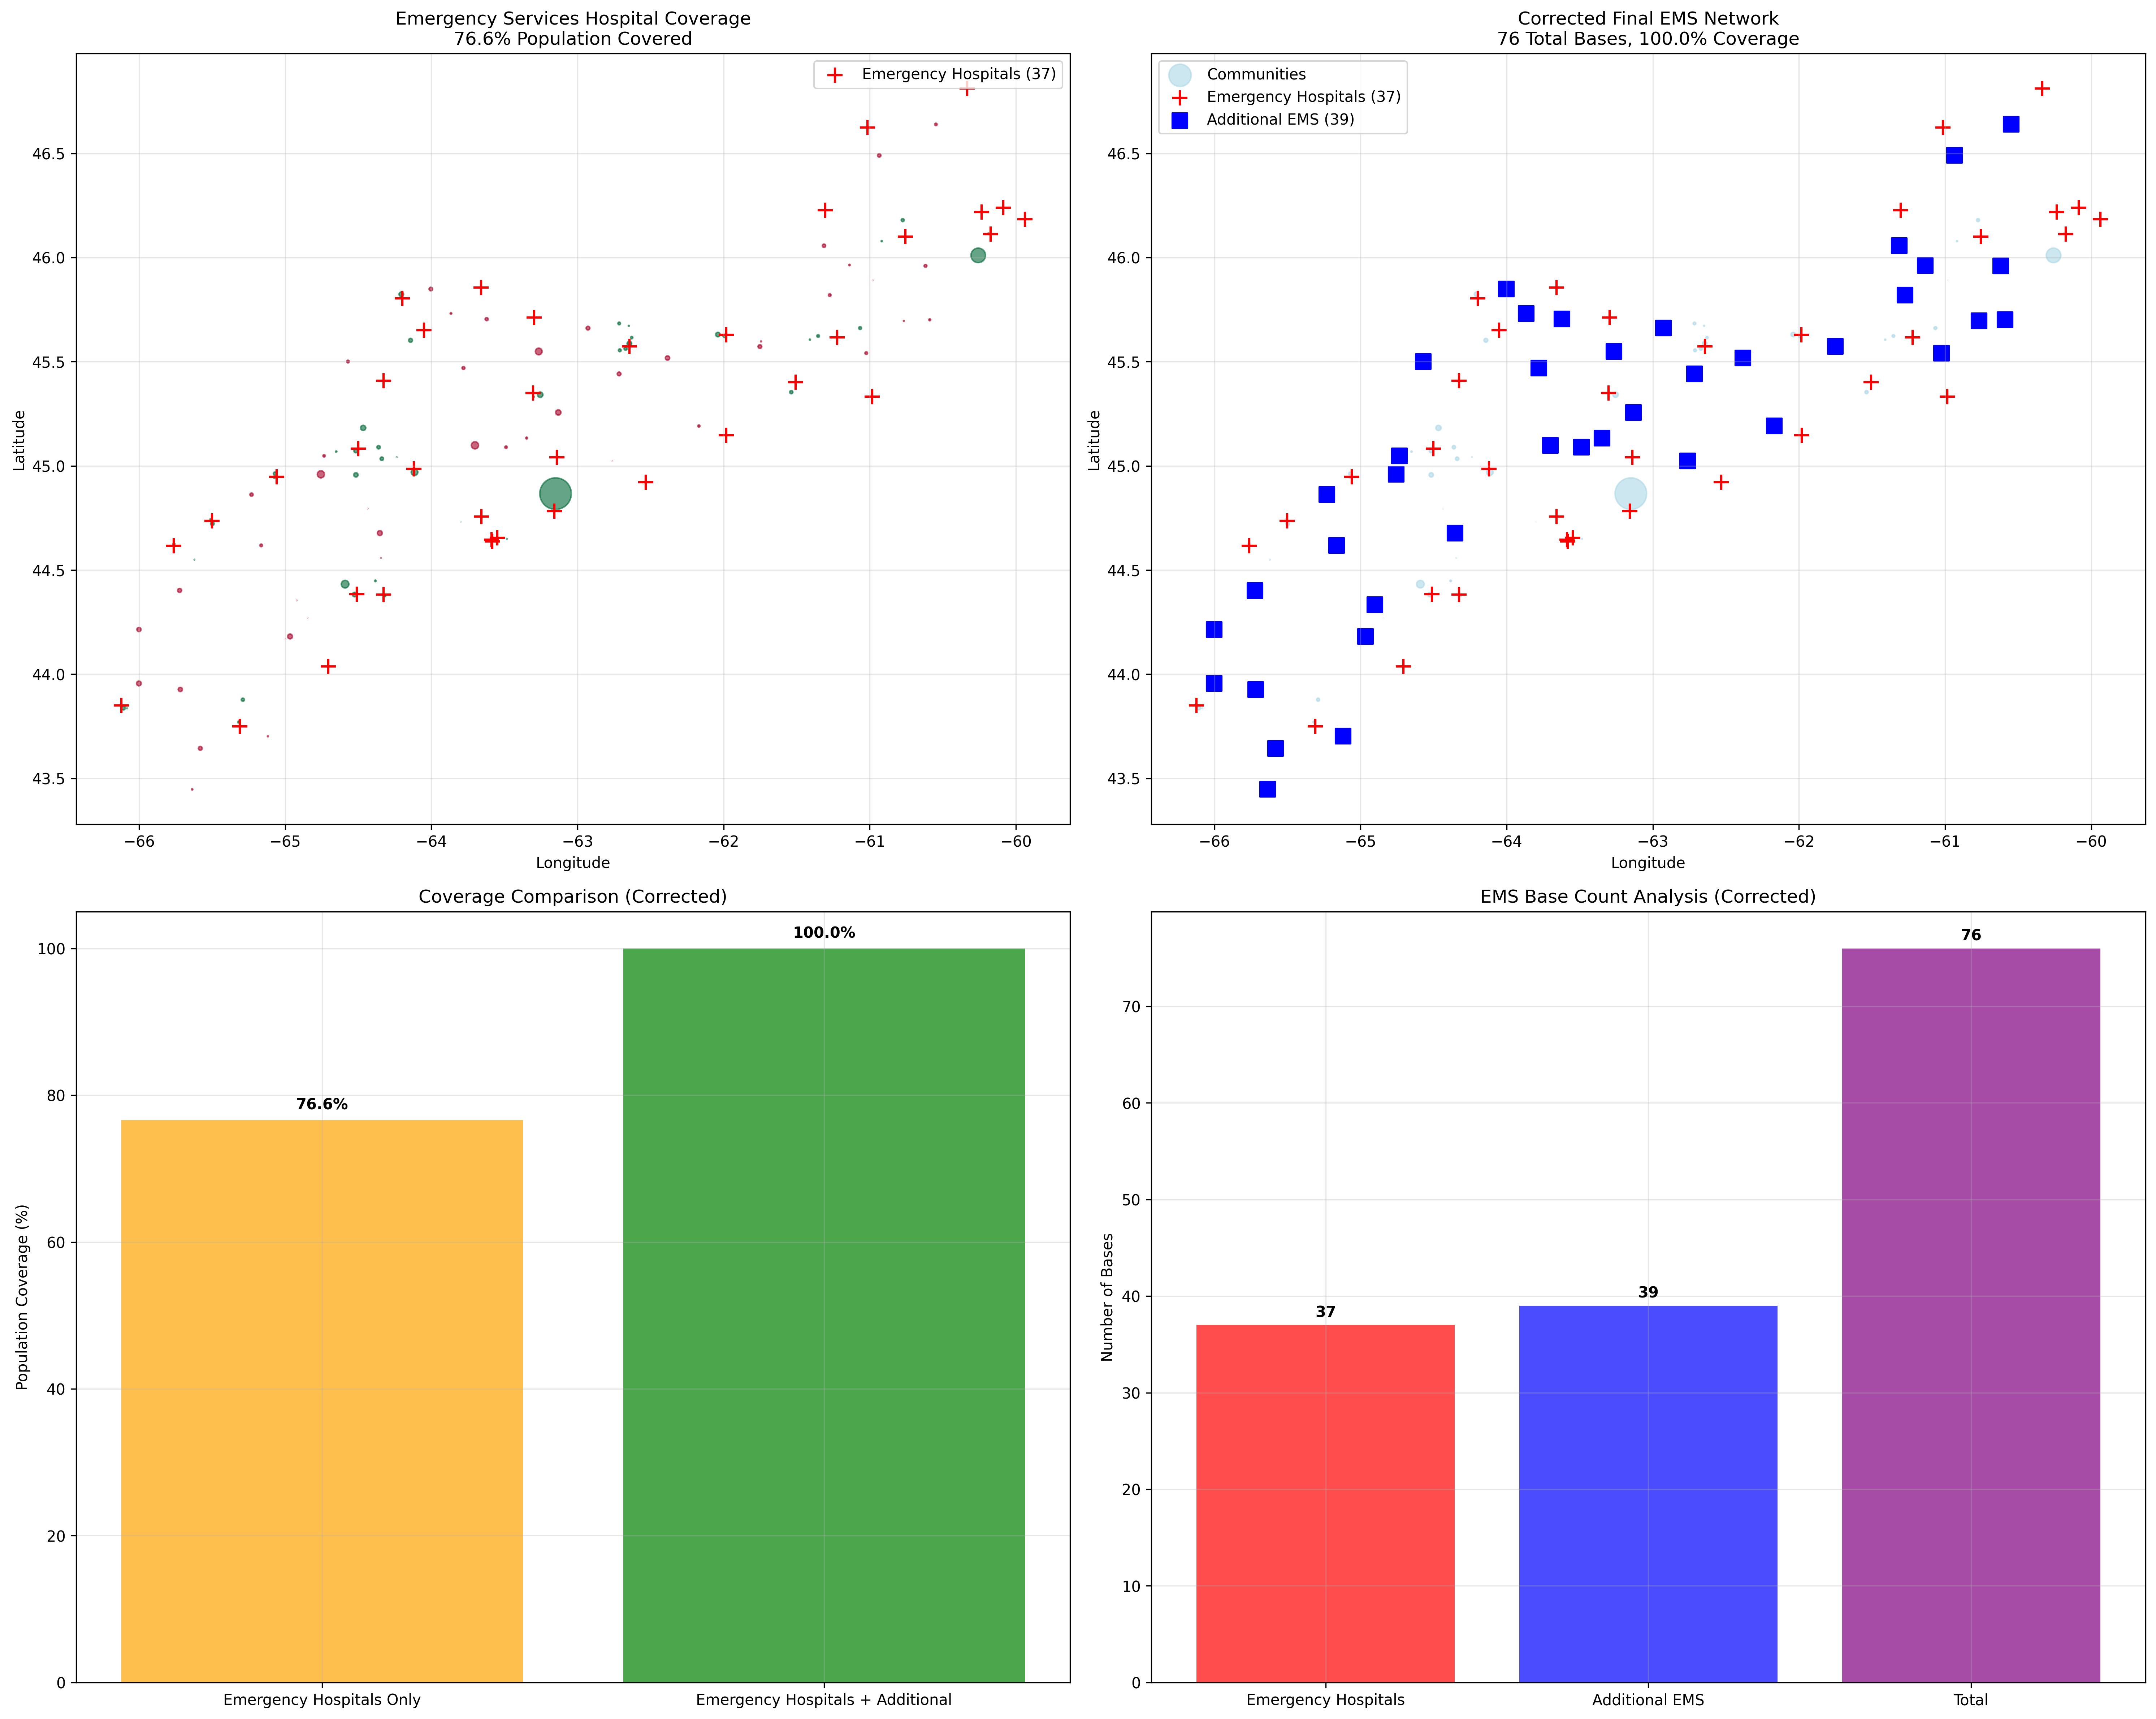 Emergency Services Hospital Coverage
76.6% Population Covered
Emergency Hospitals (37)
Latitude
46.5
46.0
45.5
45.0
44.5
44.0
43.5
−66
−65
−64
−63
−62
−61
−60
Longitude
Corrected Final EMS Network
76 Total Bases, 100.0% Coverage
Communities
Emergency Hospitals (37)
Additional EMS (39)
Latitude
46.5
46.0
45.5
45.0
44.5
44.0
43.5
−66
−65
−64
−63
−62
−61
−60
Longitude
Coverage Comparison (Corrected)
Population Coverage (%)
100
80
60
40
20
0
76.6%
100.0%
Emergency Hospitals Only
Emergency Hospitals + Additional
EMS Base Count Analysis (Corrected)
Number of Bases
70
60
50
40
30
20
10
0
37
39
76
Emergency Hospitals
Additional EMS
Total